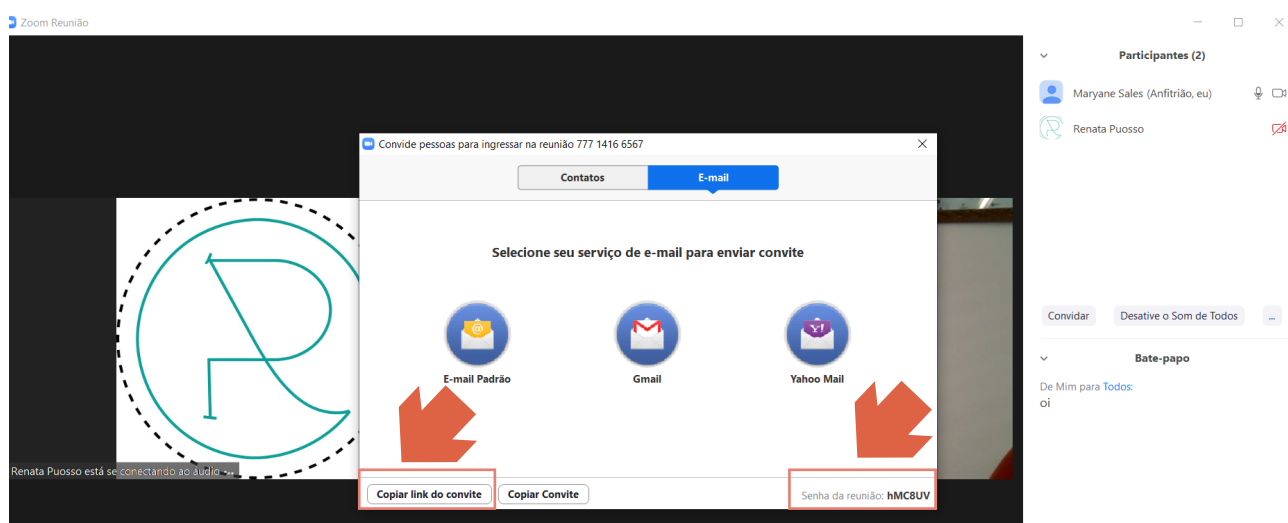 Zoom Reunião
Participantes (2)
Maryane Sales (Anfitrião, eu)
Renata Puosso
Convide pessoas para ingressar na reunião 777 1416 6567
Contatos
E-mail
Selecione seu serviço de e-mail para enviar convite
E-mail Padrão
Gmail
Yahoo Mail
Convidar
Desative o Som de Todos
...
Bate-papo
De Mim para Todos:
oi
Renata Puosso está se conectando ao áudio ...
Copiar link do convite
Copiar Convite
Senha da reunião: hMC8UV